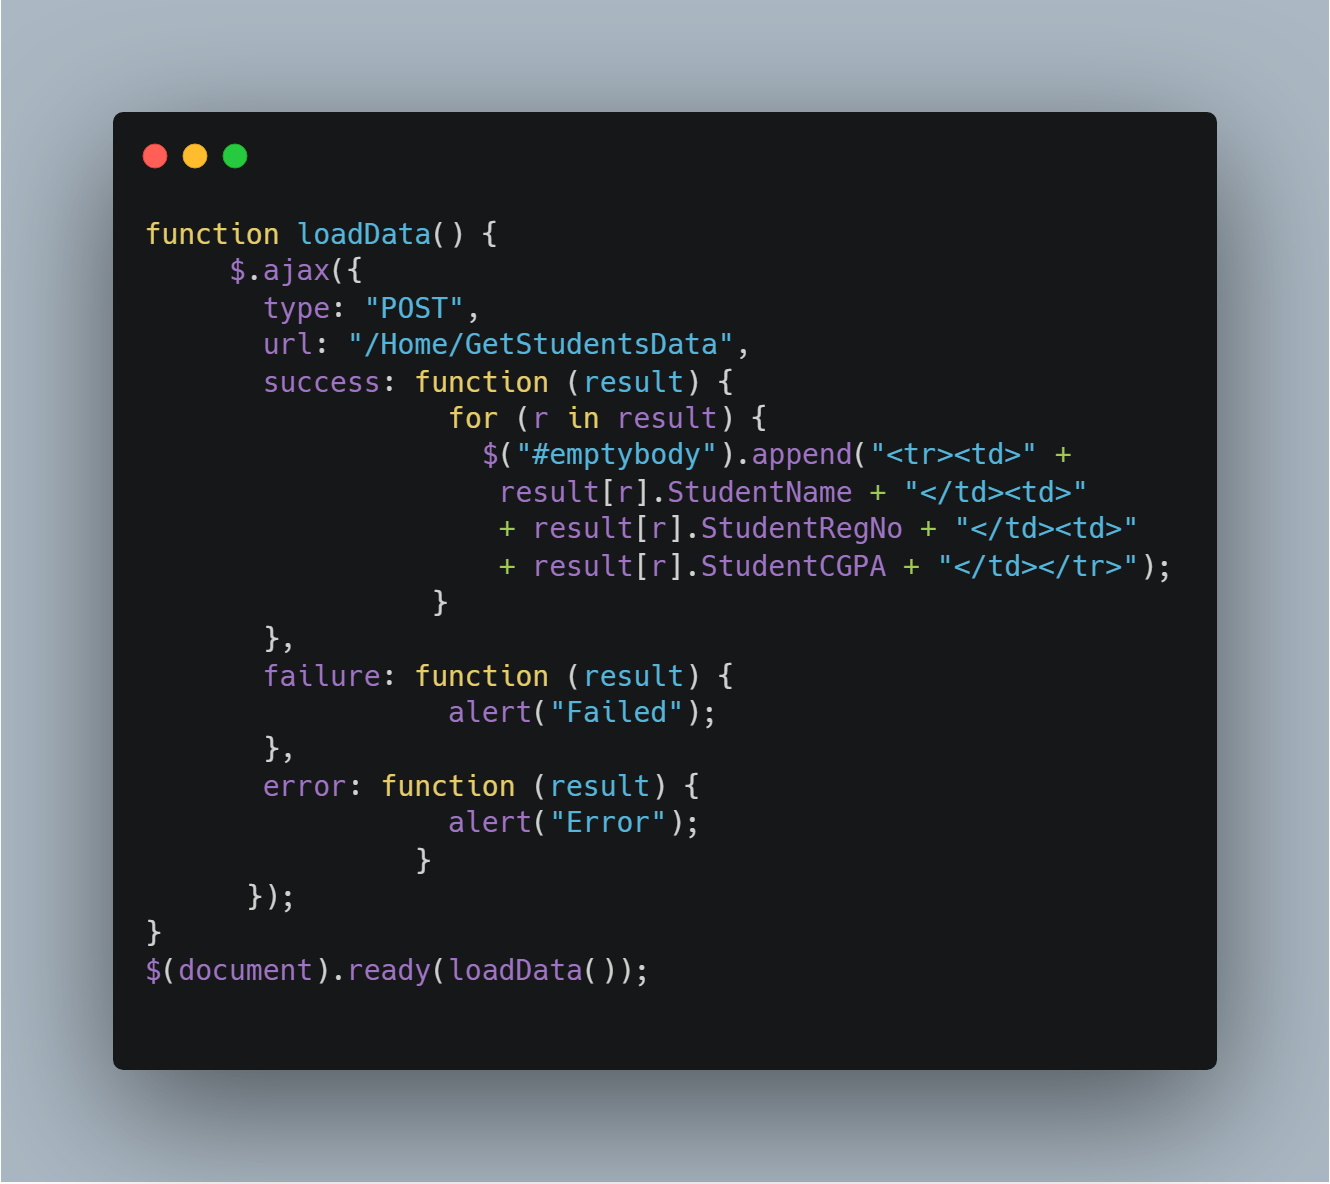 function loadData() {
     $.ajax({
       type: "POST",
       url: "/Home/GetStudentsData",
       success: function (result) {
                  for (r in result) {
                    $("#emptybody").append("<tr><td>" +
                     result[r].StudentName + "</td><td>"
                     + result[r].StudentRegNo + "</td><td>"
                     + result[r].StudentCGPA + "</td></tr>");
                 }
       },
       failure: function (result) {
                  alert("Failed");
       },
       error: function (result) {
                  alert("Error");
                }
      });
}
$(document).ready(loadData());